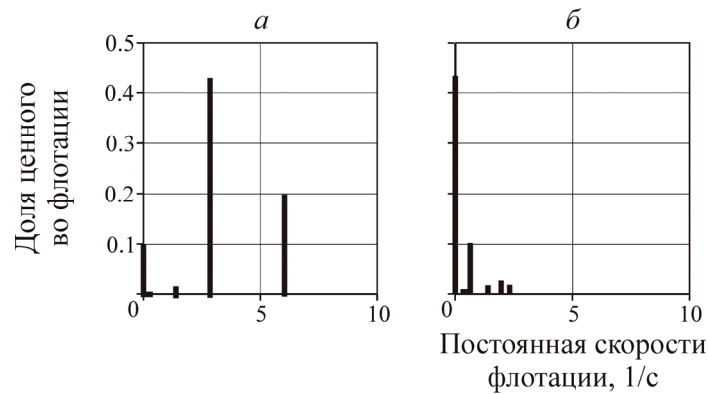 а
б
Доля ценного
во флотации
0.5
0.4
0.3
0.2
0.1
0
5
10
0
5
10
Постоянная скорости
флотации, 1/с